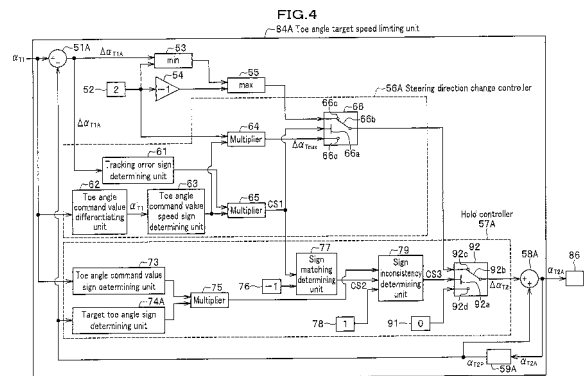 FIG.4
84A Toe angle target speed limiting unit
αT1
51A
ΔαT1A
53
min
54
-1
55
max
52
2
56A Steering direction change controller
66c
66
66b
66d
66a
ΔαT1A
64
Multiplier
ΔαTmax
61
Tracking error sign determining unit
62
Toe angle command value differentiating unit
α'T1
63
Toe angle command value speed sign determining unit
65
Multiplier
CS1
Holo controller
57A
73
Toe angle command value sign determining unit
74A
Target toe angle sign determining unit
75
Multiplier
76
-1
77
Sign matching determining unit
CS2
78
1
79
Sign inconsistency determining unit
CS3
91
0
92
92c
92b
92d
92a
ΔαT2
58A
αT2A
86
αT2P
59A
αT2A